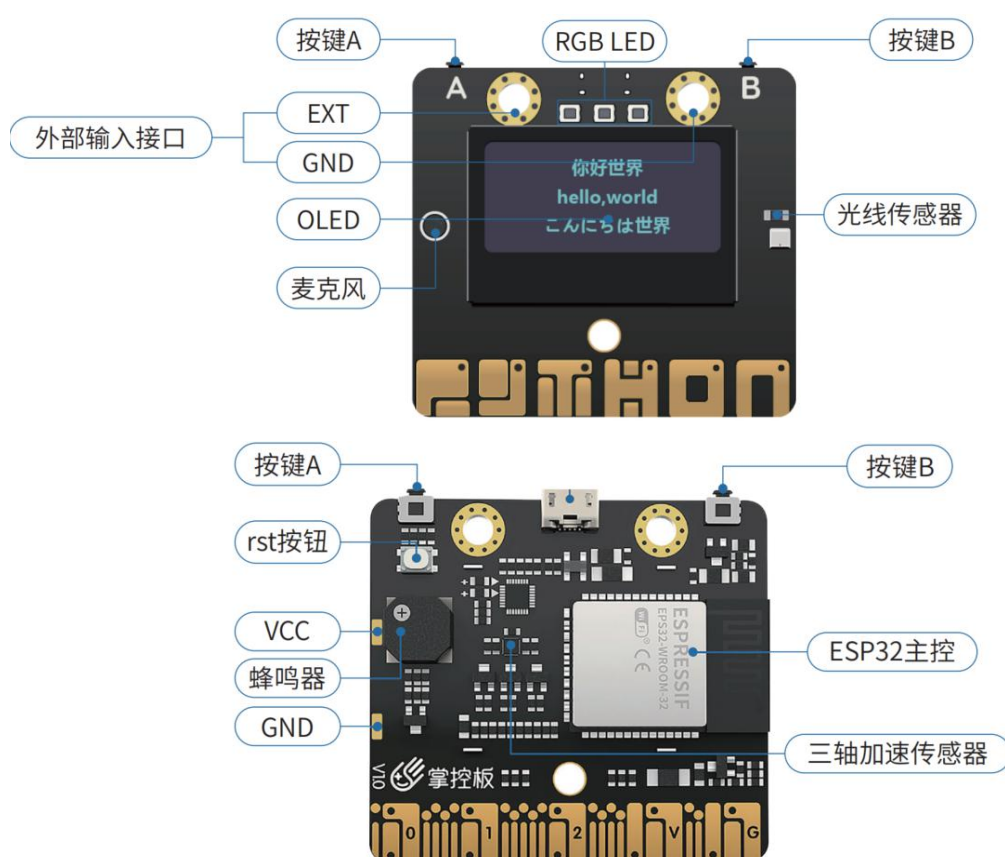 按键A
RGB LED
按键B
A
B
外部输入接口
EXT
GND
你好世界
hello,world
こんにちは世界
OLED
光线传感器
麦克风
PYTHON
按键A
按键B
rst按钮
VCC
蜂鸣器
GND
WiFi
CE
ESPRESSIF
EPS32-WROOM-32
ESP32主控
三轴加速传感器
V1.0
掌控板
0
1
2
V
G